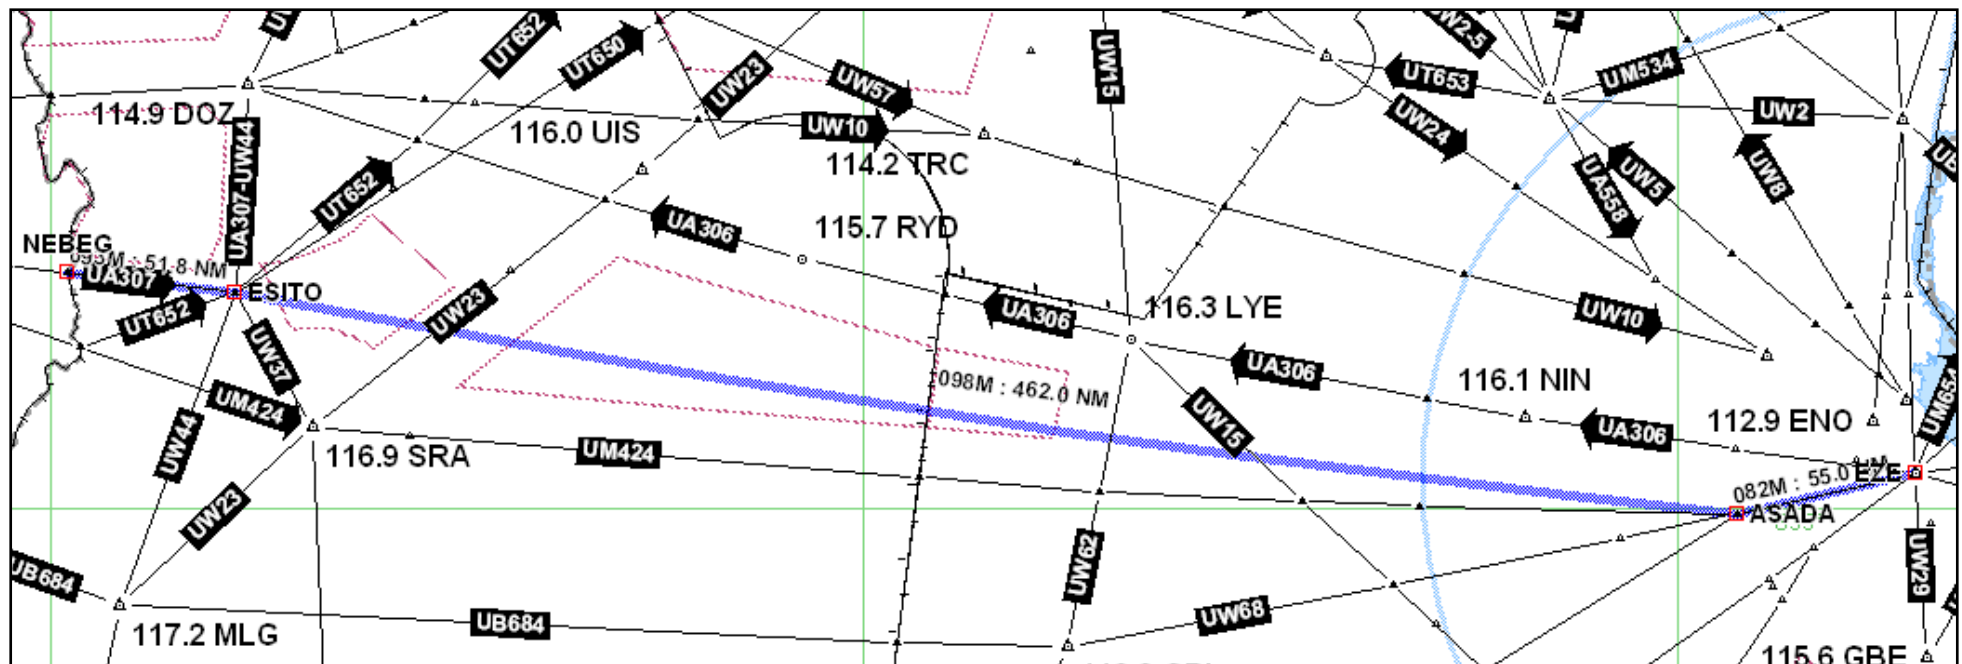 UT652
UT650
UW23
UW57
UW15
UW2-5
UT653
UM534
UW2
114.9 DOZ
116.0 UIS
UW10
UW24
114.2 TRC
UA307-UW44
UT652
UA558
UW5
UW8
115.7 RYD
UA306
NEBEG
51.8 NM
UA307
ESITO
UT652
UW23
UA306
116.3 LYE
UW10
UW37
UA306
098M : 462.0 NM
116.1 NIN
UM424
UW15
112.9 ENO
UA306
UM654
UW44
116.9 SRA
UM424
EZE
082M : 55.0
ASADA
UW23
UW62
UW29
UB684
UB684
UW68
117.2 MLG
115.6 GBE